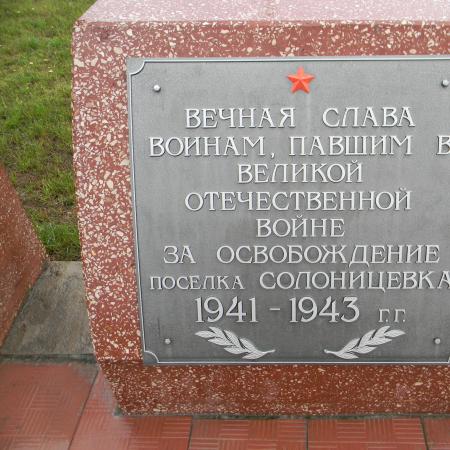 ВЕЧНАЯ СЛАВА
ВОИНАМ, ПАВШИМ В
ВЕЛИКОЙ
ОТЕЧЕСТВЕННОЙ
ВОЙНЕ
ЗА ОСВОБОЖДЕНИЕ
ПОСЕЛКА СОЛОНИЦЕВКА
1941 - 1943 г.г.